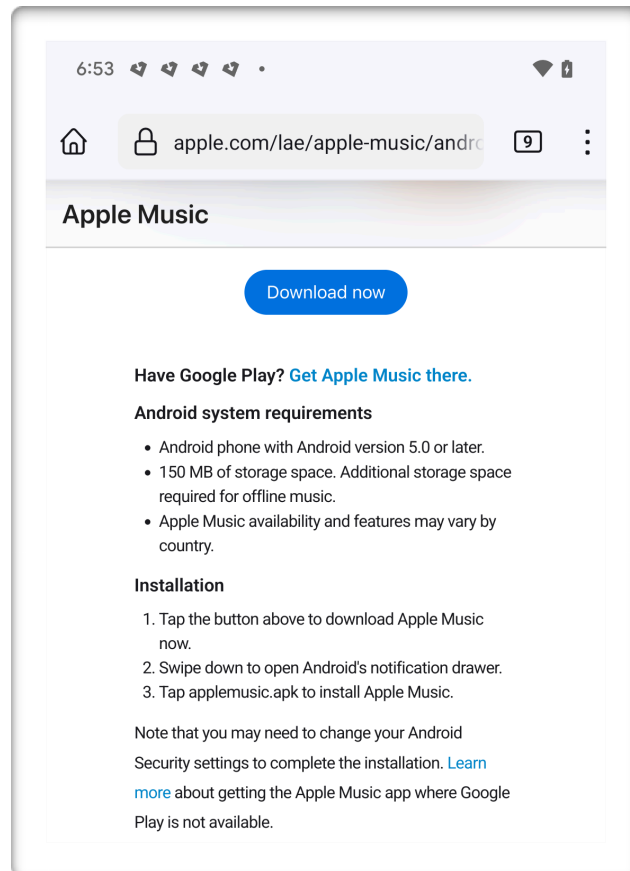 6:53
apple.com/lae/apple-music/andro
9
Apple Music
Download now
Have Google Play? Get Apple Music there.
Android system requirements
• Android phone with Android version 5.0 or later.
• 150 MB of storage space. Additional storage space
required for offline music.
• Apple Music availability and features may vary by
country.
Installation
1. Tap the button above to download Apple Music
now.
2. Swipe down to open Android's notification drawer.
3. Tap applemusic.apk to install Apple Music.
Note that you may need to change your Android
Security settings to complete the installation. Learn
more about getting the Apple Music app where Google
Play is not available.